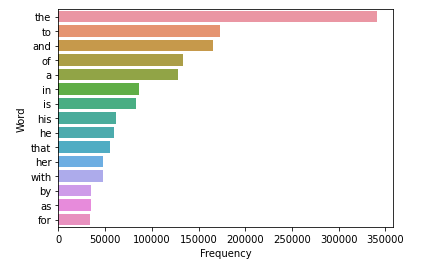 the
to
and
of
a
in
is
his
he
that
her
with
by
as
for
Word
0 50000 100000 150000 200000 250000 300000 350000
Frequency